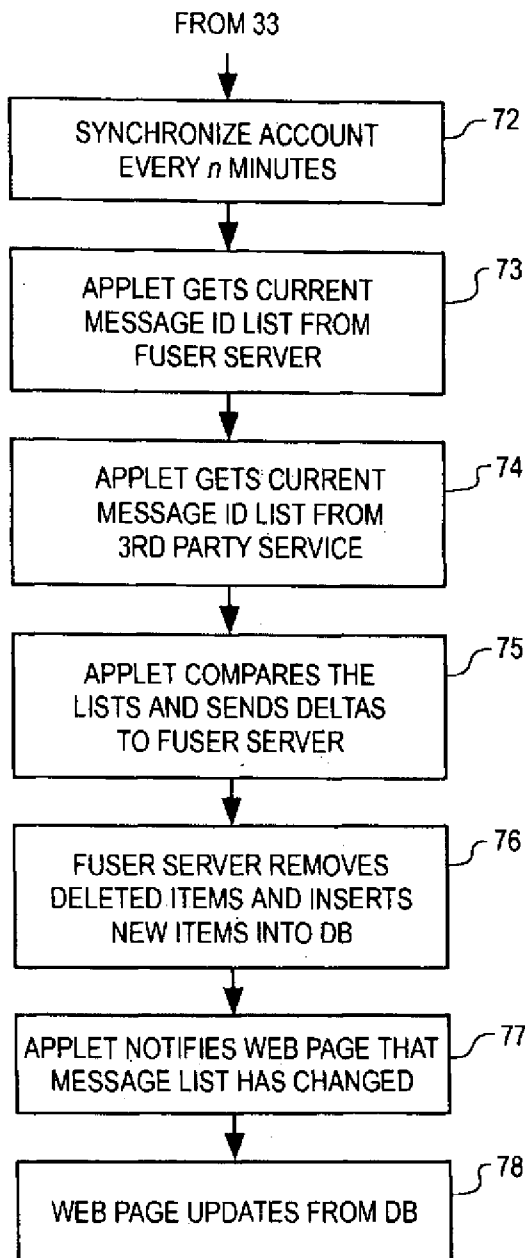 FROM 33
72
SYNCHRONIZE ACCOUNT
EVERY n MINUTES
73
APPLET GETS CURRENT
MESSAGE ID LIST FROM
FUSER SERVER
74
APPLET GETS CURRENT
MESSAGE ID LIST FROM
3RD PARTY SERVICE
75
APPLET COMPARES THE
LISTS AND SENDS DELTAS
TO FUSER SERVER
76
FUSER SERVER REMOVES
DELETED ITEMS AND INSERTS
NEW ITEMS INTO DB
77
APPLET NOTIFIES WEB PAGE THAT
MESSAGE LIST HAS CHANGED
78
WEB PAGE UPDATES FROM DB